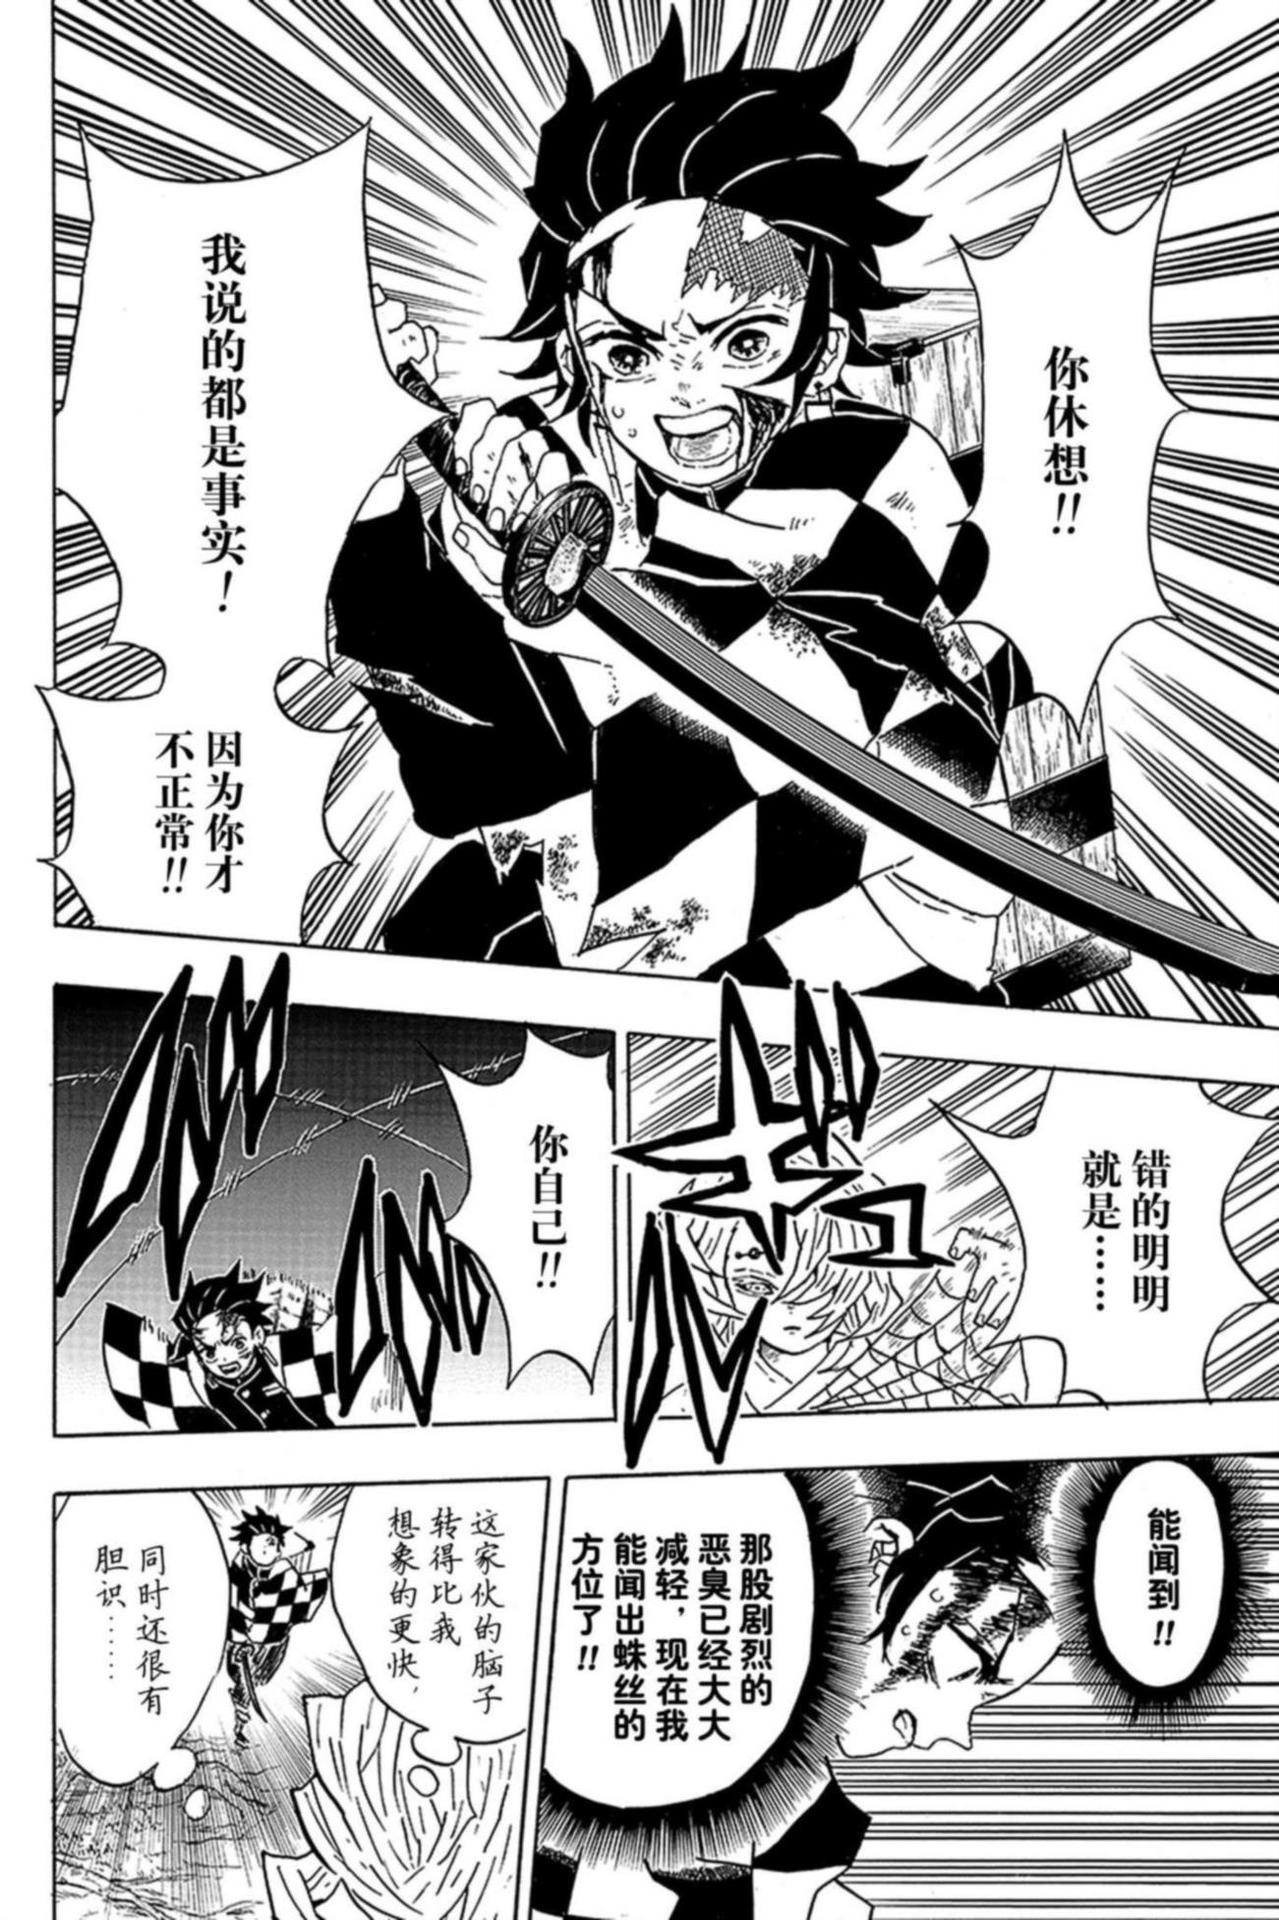 你休想!!
我说的都是事实！
因为你才
不正常!!
错的明明
就是……
你自己!!
能闻到!!
那股剧烈的
恶臭已经大大
减轻，现在我
能闻出蛛丝的
方位了!!
这家伙的脑子
转得比我
想象的更快，
同时还很有
胆识……